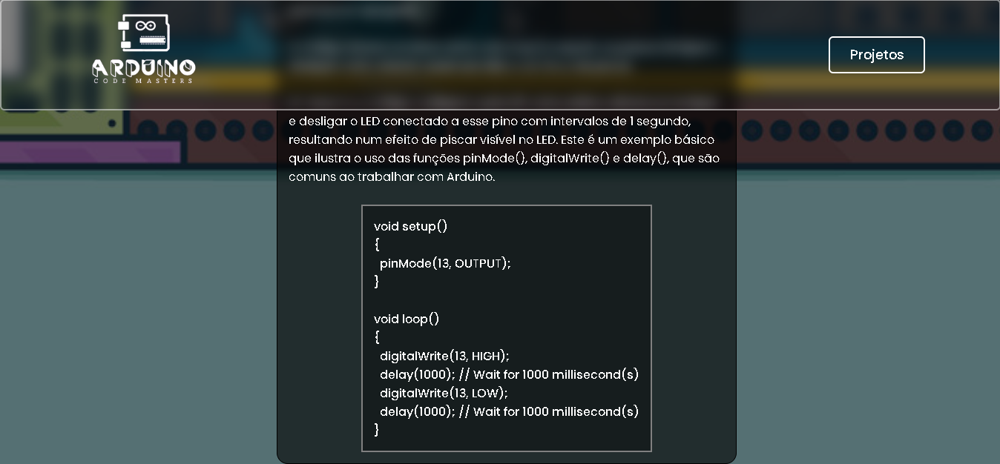 ARDUINO
CODE MASTERS
Projetos
e desligar o LED conectado a esse pino com intervalos de 1 segundo,
resultando num efeito de piscar visível no LED. Este é um exemplo básico
que ilustra o uso das funções pinMode(), digitalWrite() e delay(), que são
comuns ao trabalhar com Arduino.
void setup()
{
  pinMode(13, OUTPUT);
}

void loop()
{
  digitalWrite(13, HIGH);
  delay(1000); // Wait for 1000 millisecond(s)
  digitalWrite(13, LOW);
  delay(1000); // Wait for 1000 millisecond(s)
}